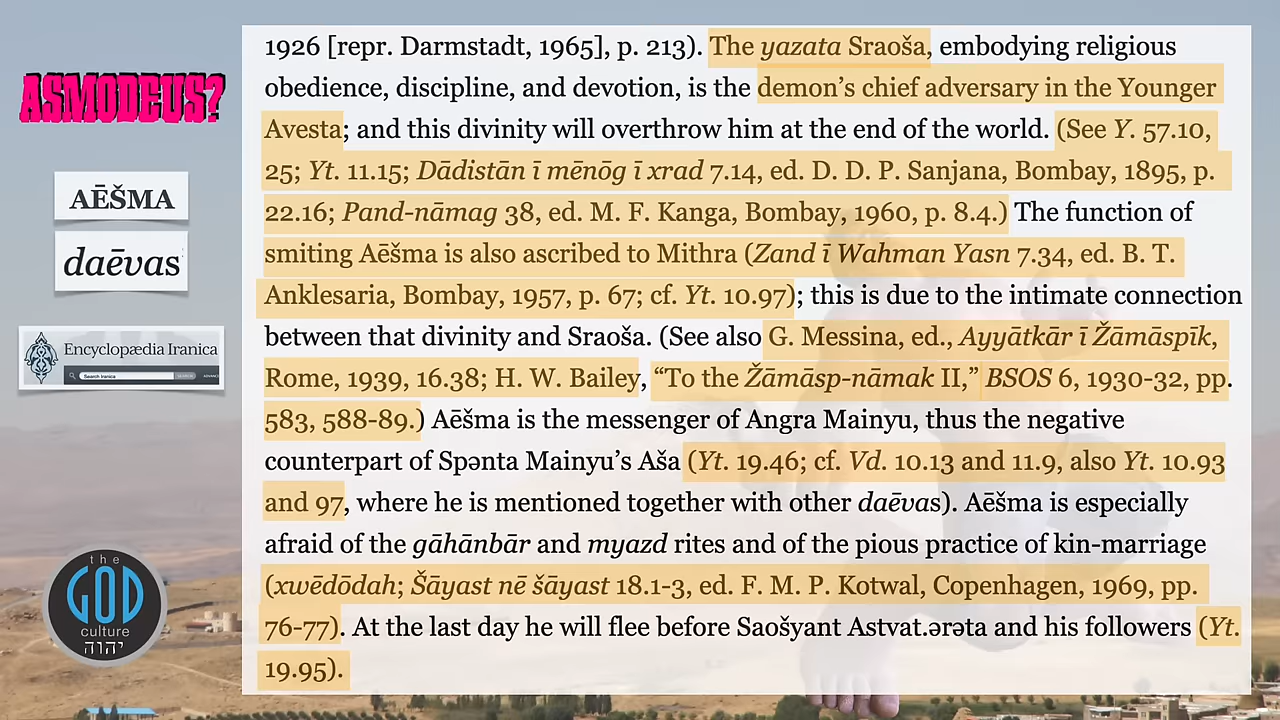 ASMODEUS?
AĒŠMA
daēvas
Encyclopædia Iranica
Search Iranica
SEARCH
the
GOD
culture
יהוה
1926 [repr. Darmstadt, 1965], p. 213). The yazata Sraoša, embodying religious
obedience, discipline, and devotion, is the demon’s chief adversary in the Younger
Avesta; and this divinity will overthrow him at the end of the world. (See Y. 57.10,
25; Yt. 11.15; Dādistān ī mēnōg ī xrad 7.14, ed. D. D. P. Sanjana, Bombay, 1895, p.
22.16; Pand-nāmag 38, ed. M. F. Kanga, Bombay, 1960, p. 8.4.) The function of
smiting Aēšma is also ascribed to Mithra (Zand ī Wahman Yasn 7.34, ed. B. T.
Anklesaria, Bombay, 1957, p. 67; cf. Yt. 10.97); this is due to the intimate connection
between that divinity and Sraoša. (See also G. Messina, ed., Ayyātkār ī Žāmāspīk,
Rome, 1939, 16.38; H. W. Bailey, “To the Žāmāsp-nāmak II,” BSOS 6, 1930-32, pp.
583, 588-89.) Aēšma is the messenger of Angra Mainyu, thus the negative
counterpart of Spənta Mainyu’s Aša (Yt. 19.46; cf. Vd. 10.13 and 11.9, also Yt. 10.93
and 97, where he is mentioned together with other daēvas). Aēšma is especially
afraid of the gāhānbār and myazd rites and of the pious practice of kin-marriage
(xwēdōdah; Šāyast nē šāyast 18.1-3, ed. F. M. P. Kotwal, Copenhagen, 1969, pp.
76-77). At the last day he will flee before Saošyant Astvat.ərəta and his followers (Yt.
19.95).